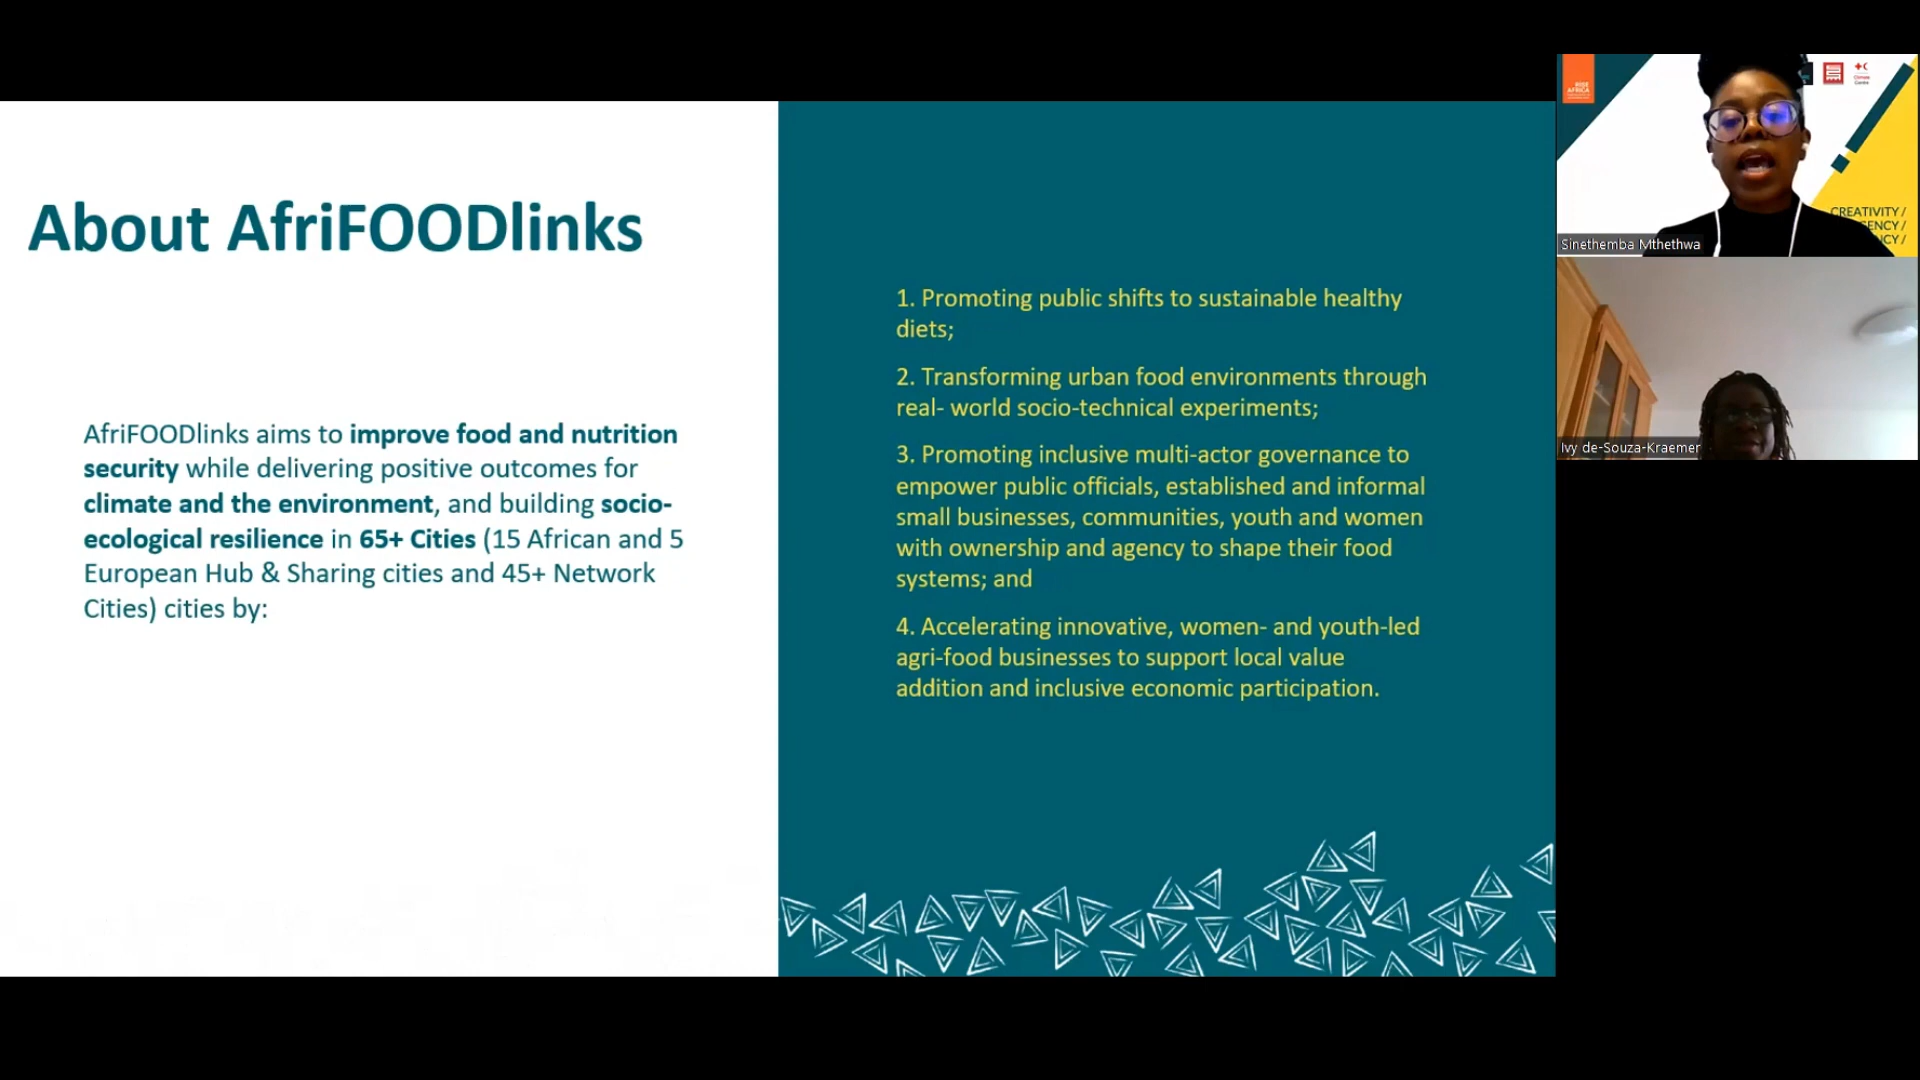 About AfriFOODlinks
AfriFOODlinks aims to improve food and nutrition
security while delivering positive outcomes for
climate and the environment, and building socio-
ecological resilience in 65+ Cities (15 African and 5
European Hub & Sharing cities and 45+ Network
Cities) cities by:
1. Promoting public shifts to sustainable healthy
diets;
2. Transforming urban food environments through
real- world socio-technical experiments;
3. Promoting inclusive multi-actor governance to
empower public officials, established and informal
small businesses, communities, youth and women
with ownership and agency to shape their food
systems; and
4. Accelerating innovative, women- and youth-led
agri-food businesses to support local value
addition and inclusive economic participation.
RISE
AFRICA
Climate
Centre
CREATIVITY /
ENCY /
CY /
Sinethemba Mthethwa
Ivy de-Souza-Kraemer